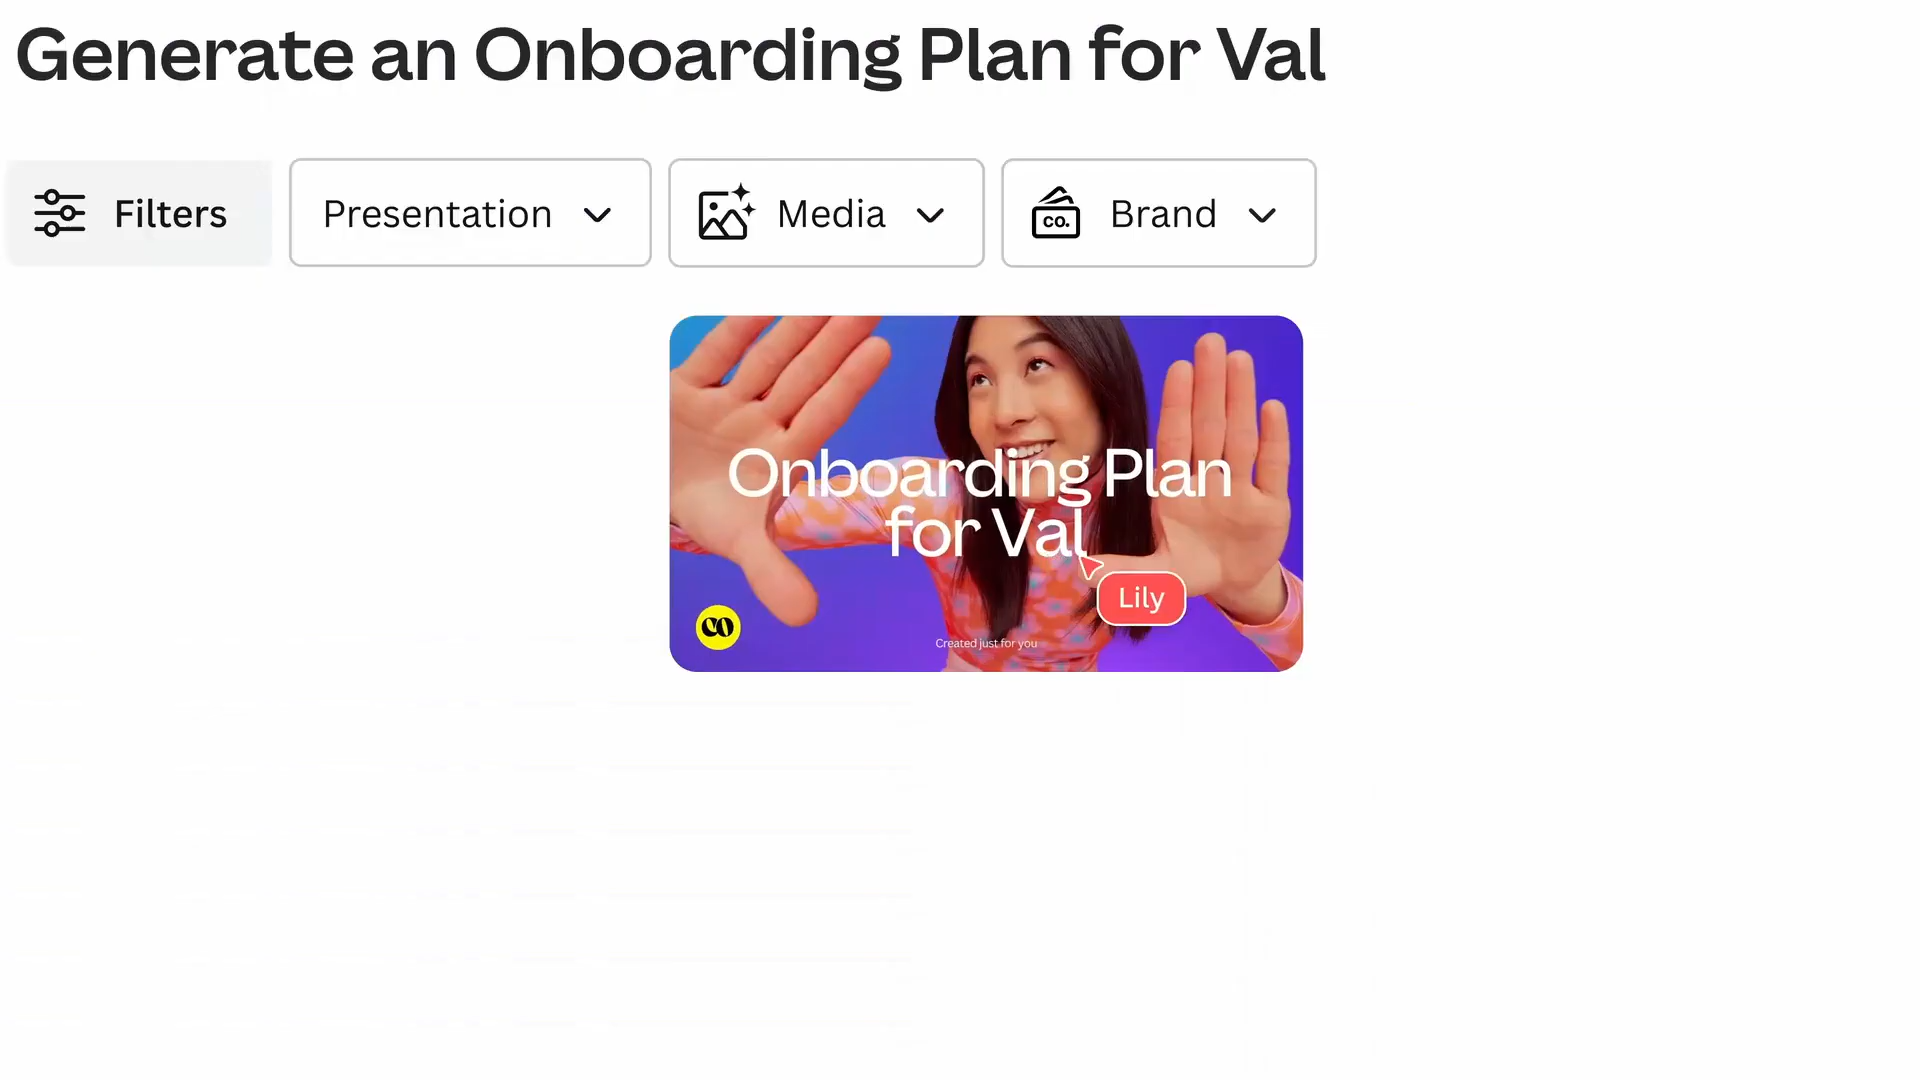 Generate an Onboarding Plan for Val
Filters
Presentation
Media
co.
Brand
Onboarding Plan
for Val
Lily
co
Created just for you